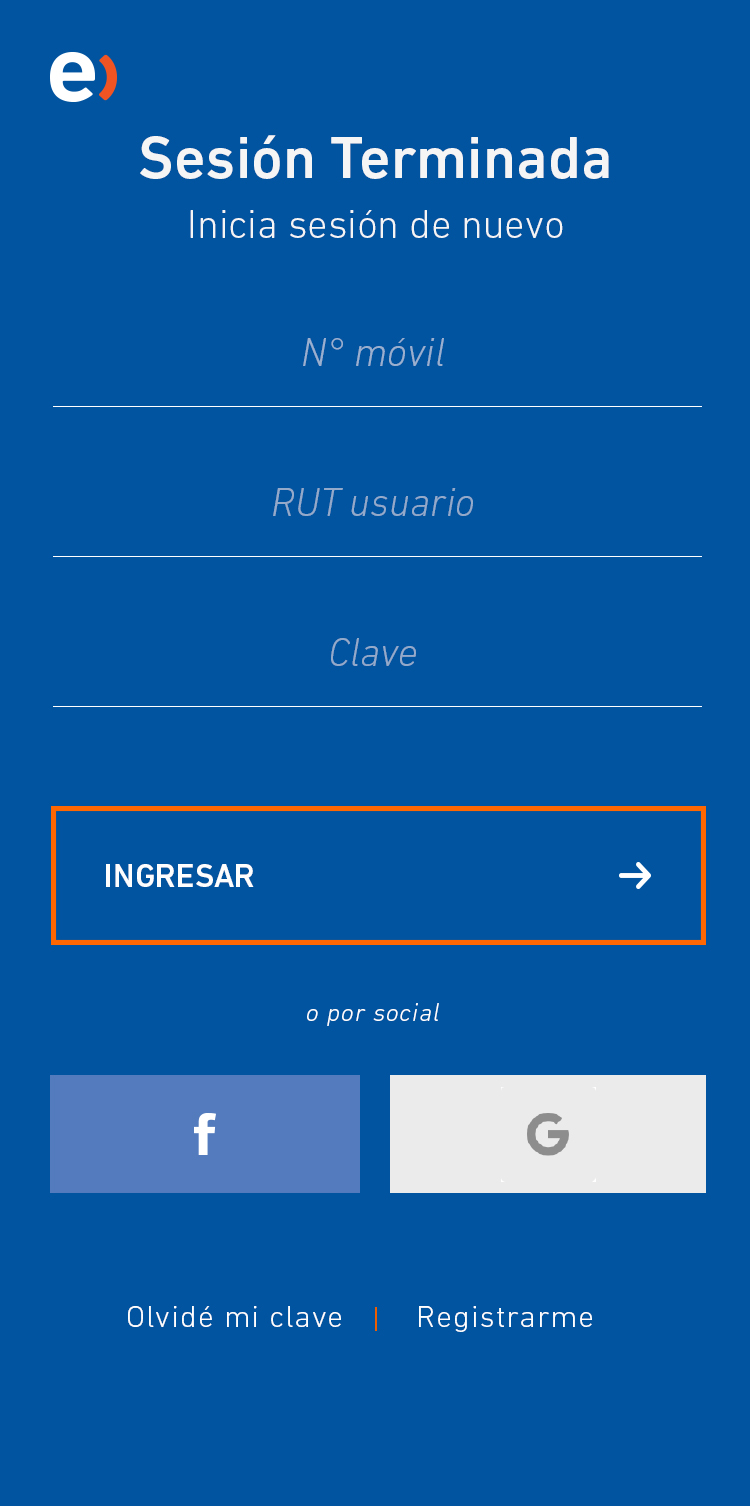 e)
Sesión Terminada
Inicia sesión de nuevo
N° móvil
RUT usuario
Clave
INGRESAR
o por social
f G
Olvidé mi clave | Registrarme